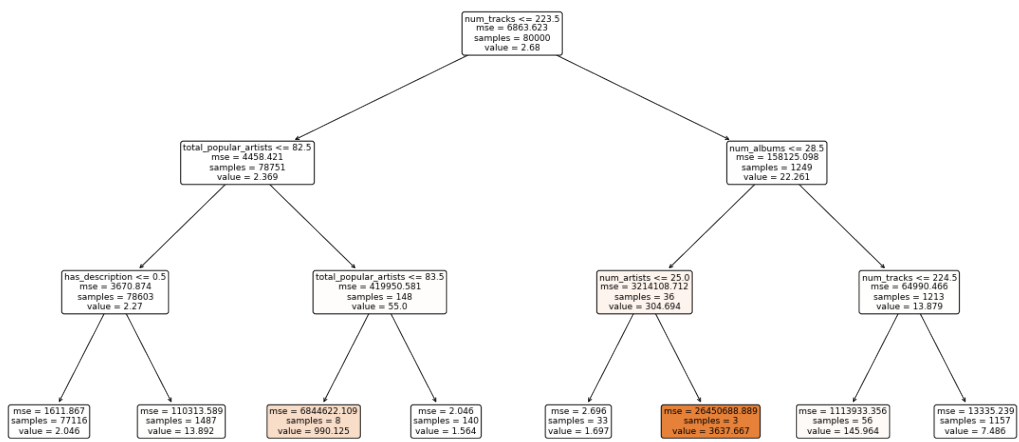 num_tracks <= 223.5
mse = 6863.623
samples = 80000
value = 2.68
total_popular_artists <= 82.5
mse = 4458.421
samples = 78751
value = 2.369
num_albums <= 28.5
mse = 158125.098
samples = 1249
value = 22.261
has_description <= 0.5
mse = 3670.874
samples = 78603
value = 2.27
total_popular_artists <= 83.5
mse = 419950.581
samples = 148
value = 55.0
num_artists <= 25.0
mse = 3214108.712
samples = 36
value = 304.694
num_tracks <= 224.5
mse = 64990.466
samples = 1213
value = 13.879
mse = 1611.867
samples = 77116
value = 2.046
mse = 110313.589
samples = 1487
value = 13.892
mse = 6844622.109
samples = 8
value = 990.125
mse = 2.046
samples = 140
value = 1.564
mse = 2.696
samples = 33
value = 1.697
mse = 26450688.889
samples = 3
value = 3637.667
mse = 1113933.356
samples = 56
value = 145.964
mse = 13335.239
samples = 1157
value = 7.486